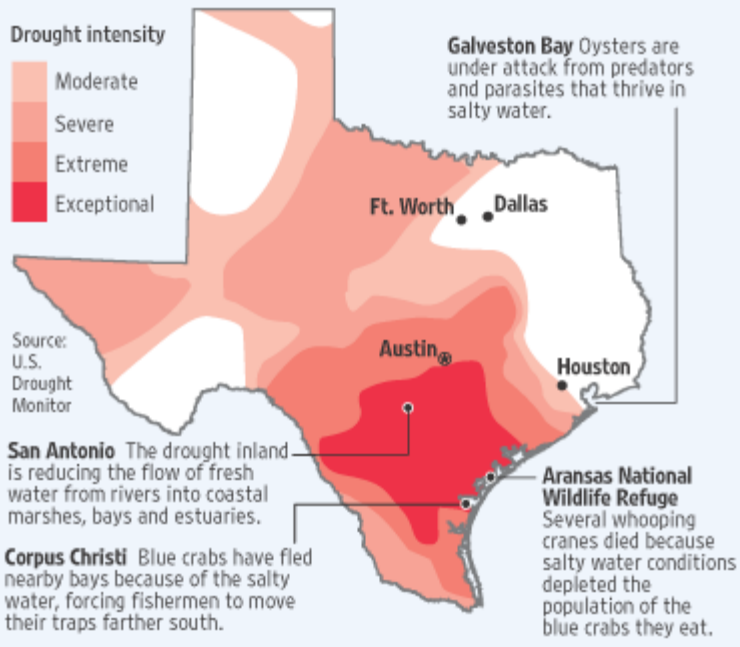 Drought intensity
Moderate
Severe
Extreme
Exceptional
Galveston Bay Oysters are
under attack from predators
and parasites that thrive in
salty water.
Ft. Worth
Dallas
Austin
Houston
Source:
U.S.
Drought
Monitor
San Antonio The drought inland
is reducing the flow of fresh
water from rivers into coastal
marshes, bays and estuaries.
Corpus Christi Blue crabs have fled
nearby bays because of the salty
water, forcing fishermen to move
their traps farther south.
Aransas National
Wildlife Refuge
Several whooping
cranes died because
salty water conditions
depleted the
population of the
blue crabs they eat.